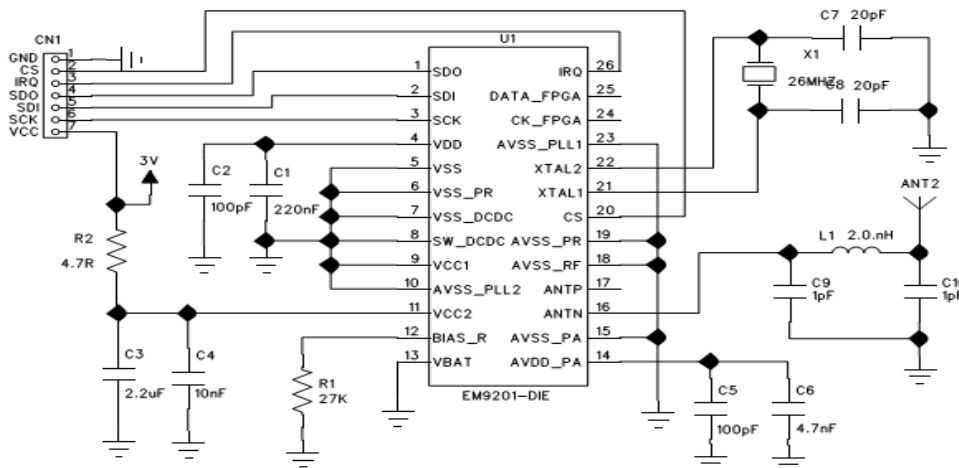 CN1
GND 1
CS 2
IRQ 3
SDO 4
SDI 5
SCK 6
VCC 7
3V
R2
4.7R
C3
2.2uF
C4
10nF
C2
100pF
C1
220nF
R1
27K
U1
1 SDO
2 SDI
3 SCK
4 VDD
5 VSS
6 VSS_PR
7 VSS_DCDC
8 SW_DCDC
9 VCC1
10 AVSS_PLL2
11 VCC2
12 BIAS_R
13 VBAT
IRQ 26
DATA_FPGA 25
CK_FPGA 24
AVSS_PLL1 23
XTAL2 22
XTAL1 21
CS 20
AVSS_PR 19
AVSS_RF 18
ANTP 17
ANTN 16
AVSS_PA 15
AVDD_PA 14
EM9201-DIE
C7 20pF
X1
26MHZ
C8 20pF
ANT2
L1 2.0.nH
C9
1pF
1pF
C5
100pF
C6
4.7nF